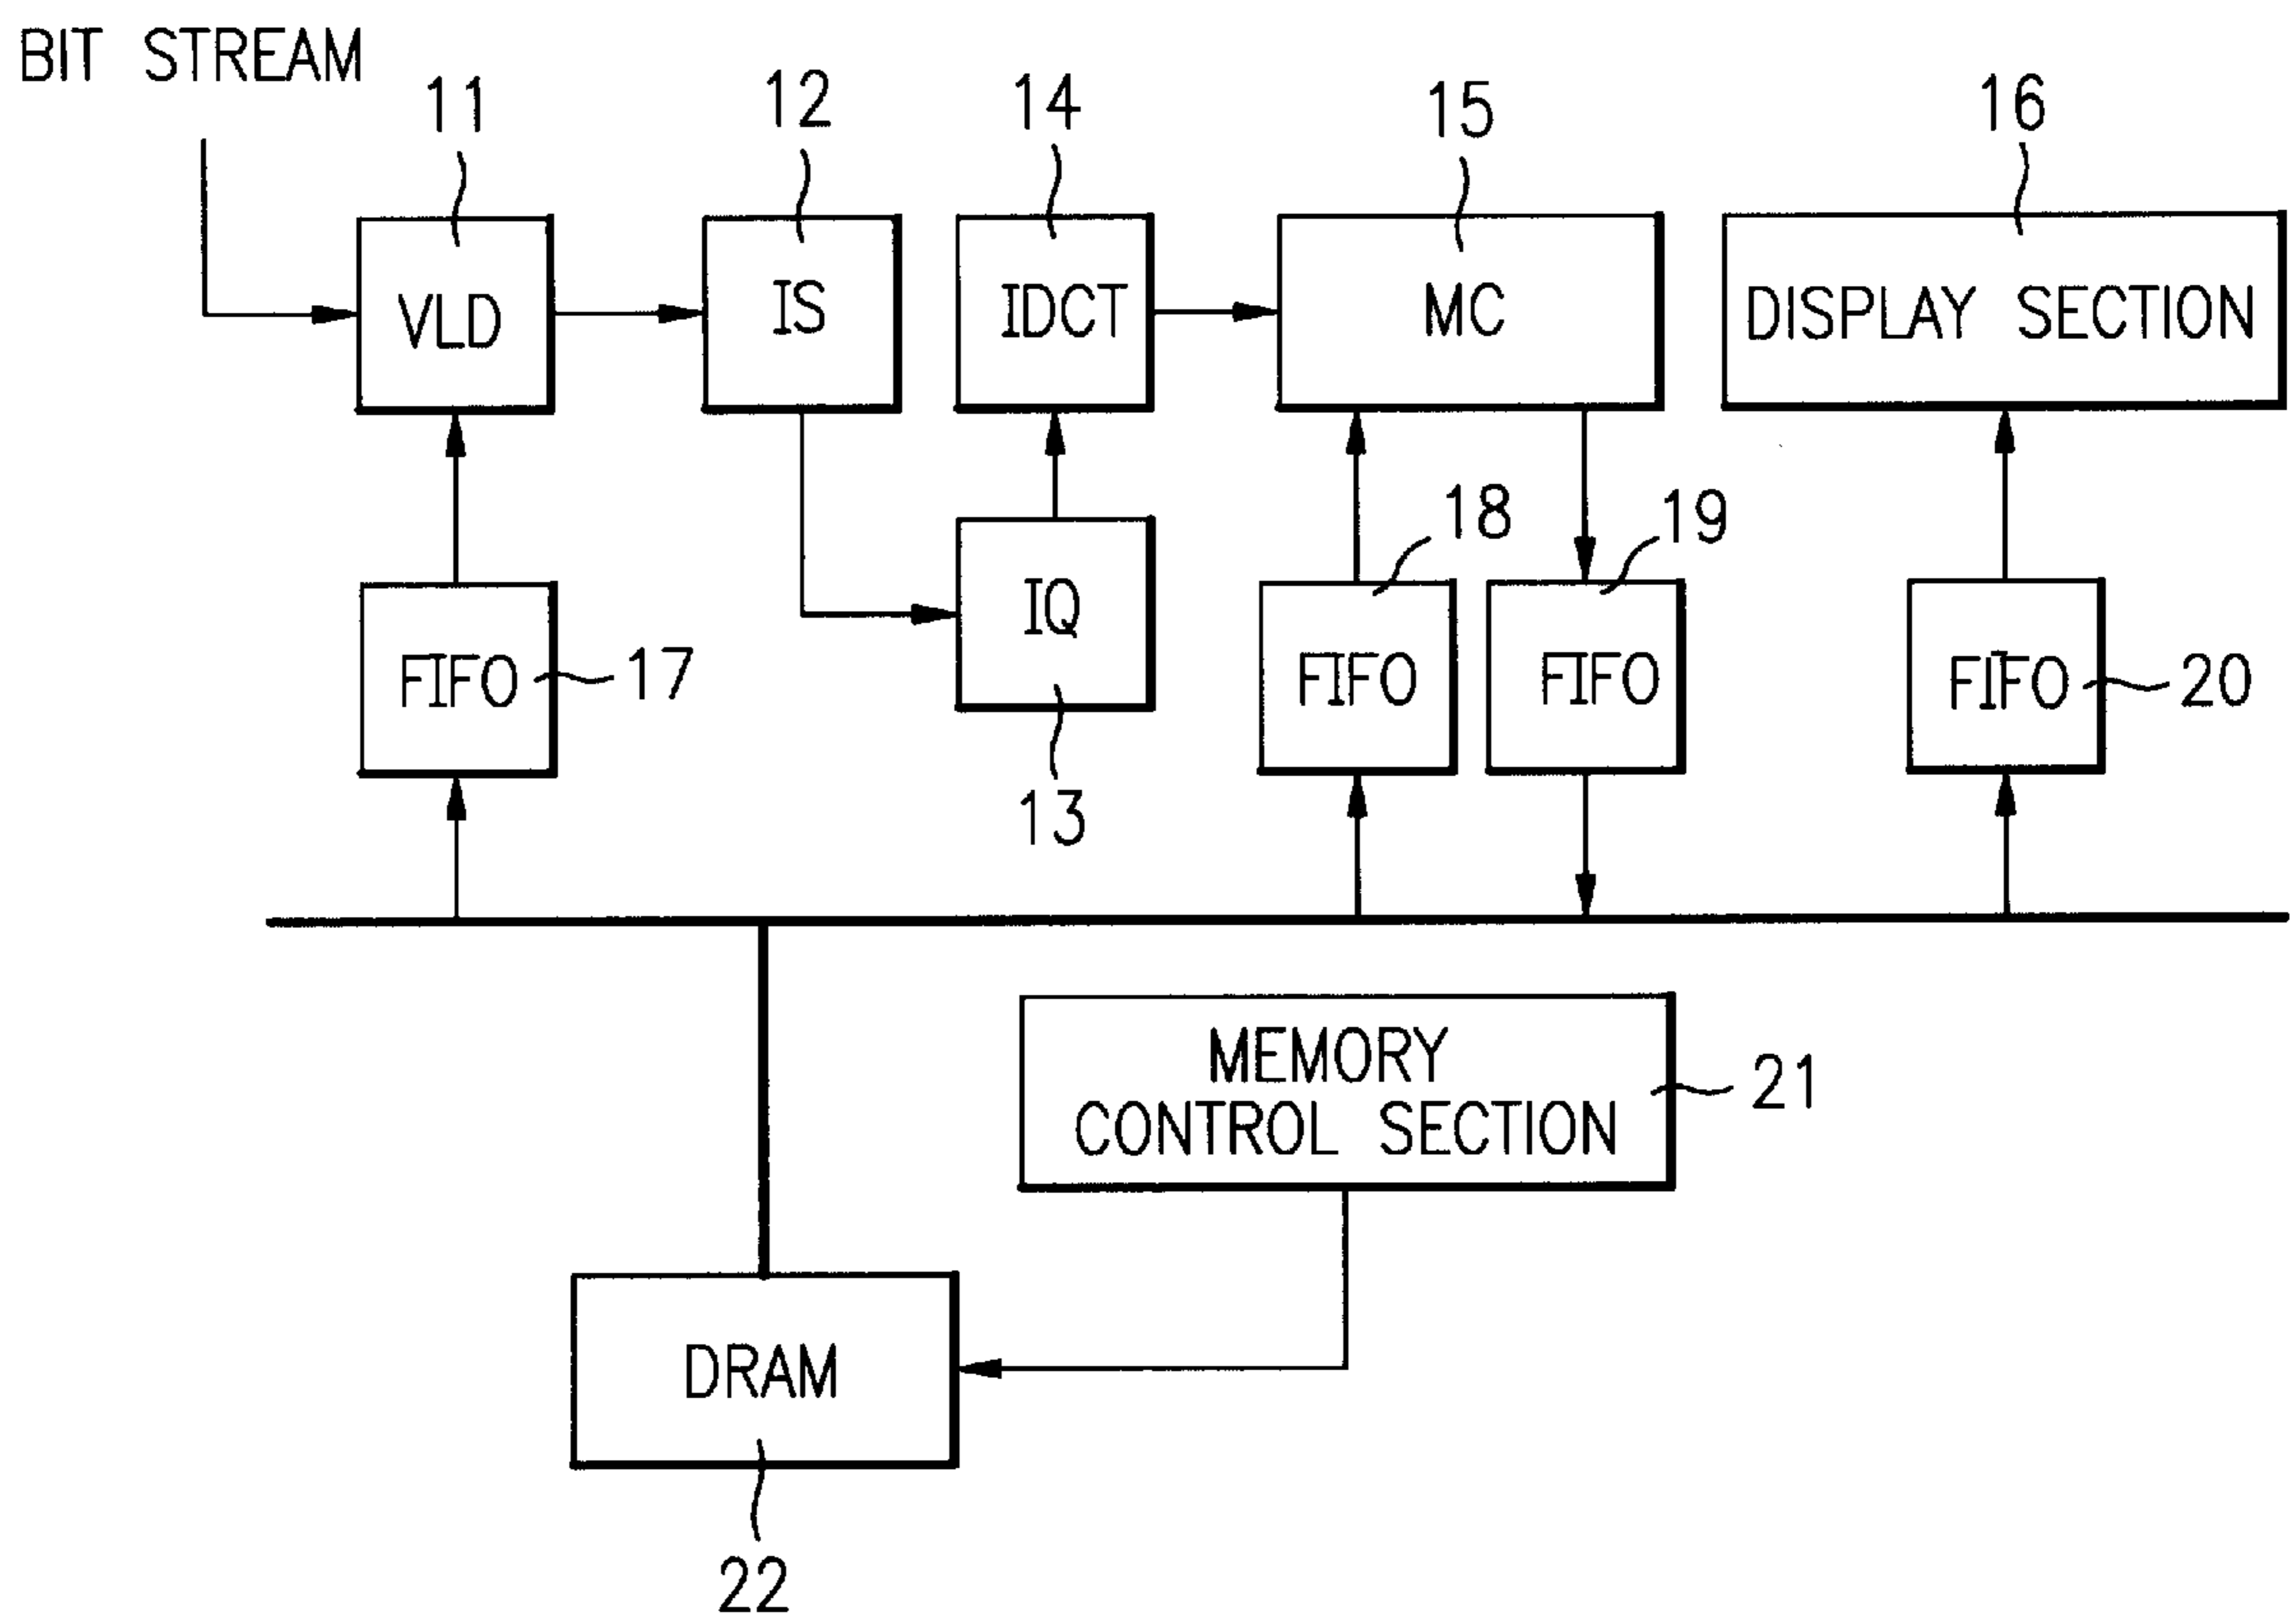 BIT STREAM
11
12
14
15
16
VLD
IS
IDCT
MC
DISPLAY SECTION
18
19
IQ
FIFO
17
FIFO
FIFO
FIFO
20
13
MEMORY
CONTROL SECTION
21
DRAM
22